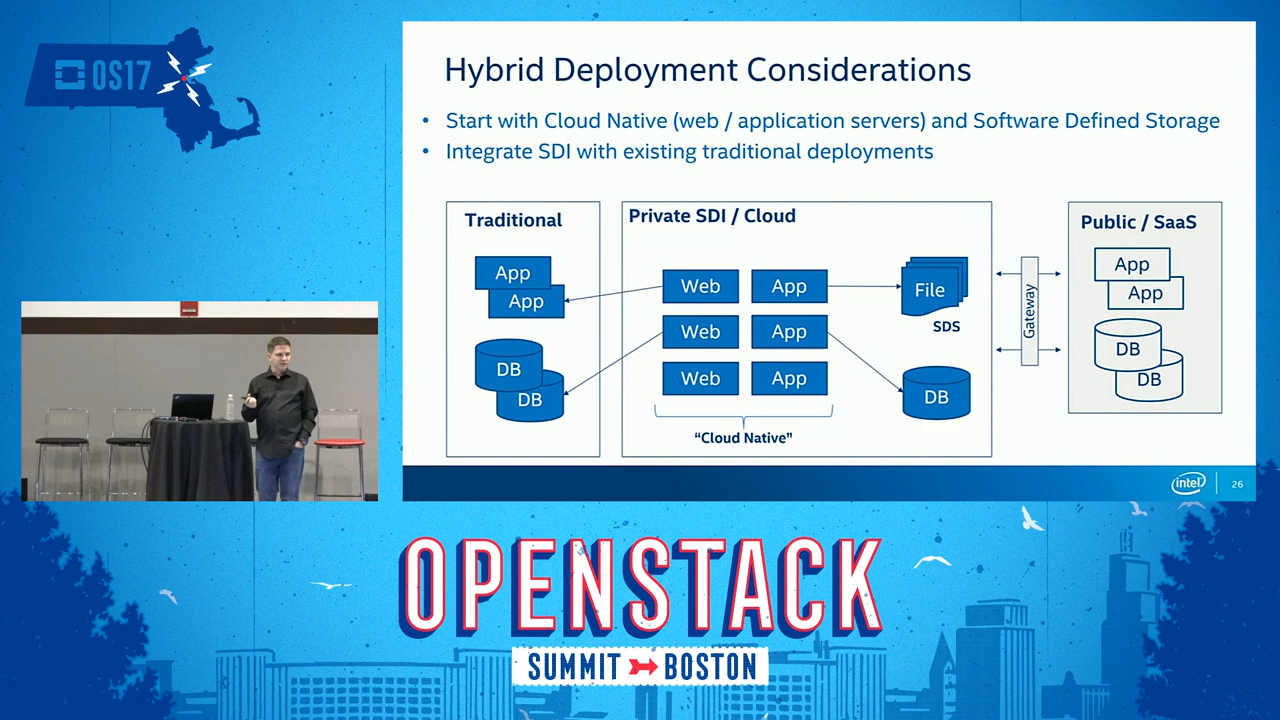 OS17
Hybrid Deployment Considerations
• Start with Cloud Native (web / application servers) and Software Defined Storage
• Integrate SDI with existing traditional deployments
Traditional
App
App
DB
DB
Private SDI / Cloud
Web
App
Web
App
Web
App
"Cloud Native"
File
SDS
DB
Gateway
Public / SaaS
App
App
DB
DB
intel
26
OPENSTACK
SUMMIT BOSTON